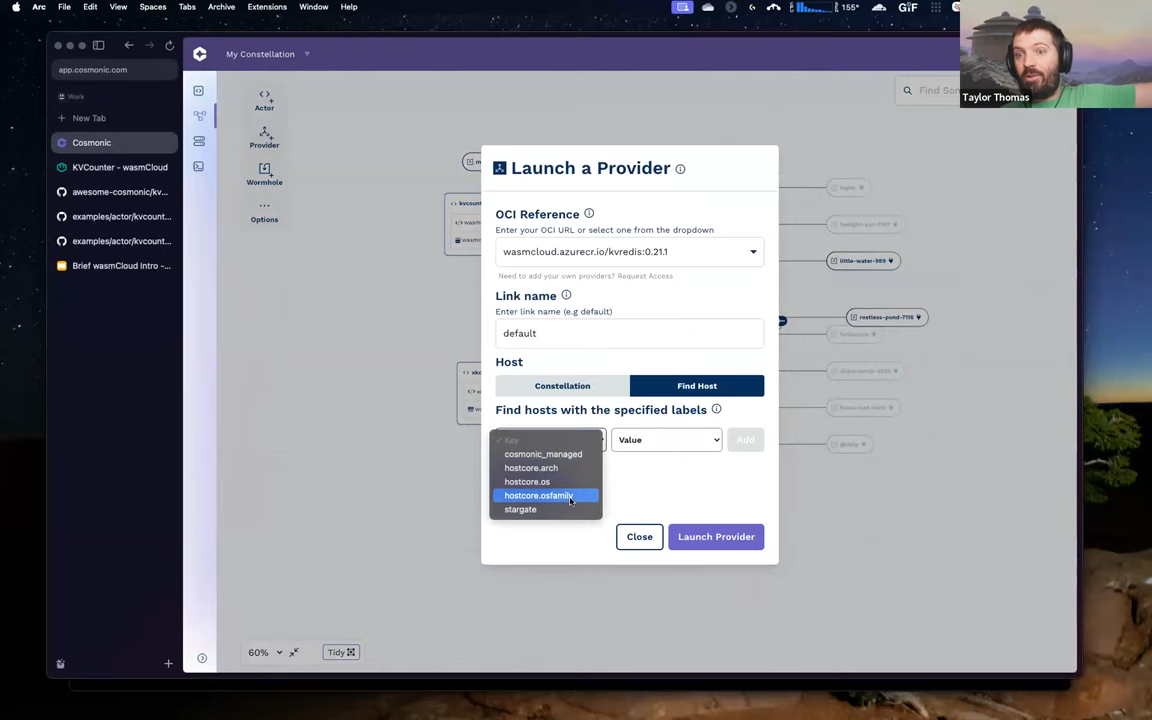 Arc File Edit View Spaces Tabs Archive Extensions Window Help
155°
GIF
Taylor Thomas
app.cosmonic.com
Work
New Tab
Cosmonic
KVCounter - wasmCloud
awesome-cosmonic/kv...
examples/actor/kvcount...
examples/actor/kvcount...
Brief wasmCloud Intro -...
My Constellation
Actor
Provider
Wormhole
Options
Launch a Provider
OCI Reference
Enter your OCI URL or select one from the dropdown
wasmcloud.azurecr.io/kvredis:0.21.1
Need to add your own providers? Request Access
Link name
Enter link name (e.g default)
default
Host
Constellation
Find Host
Find hosts with the specified labels
Key
Value
Add
cosmonic_managed
hostcore.arch
hostcore.os
hostcore.osfamily
stargate
Close
Launch Provider
taylor
little-water-989
restless-pond-7116
60%
Tidy